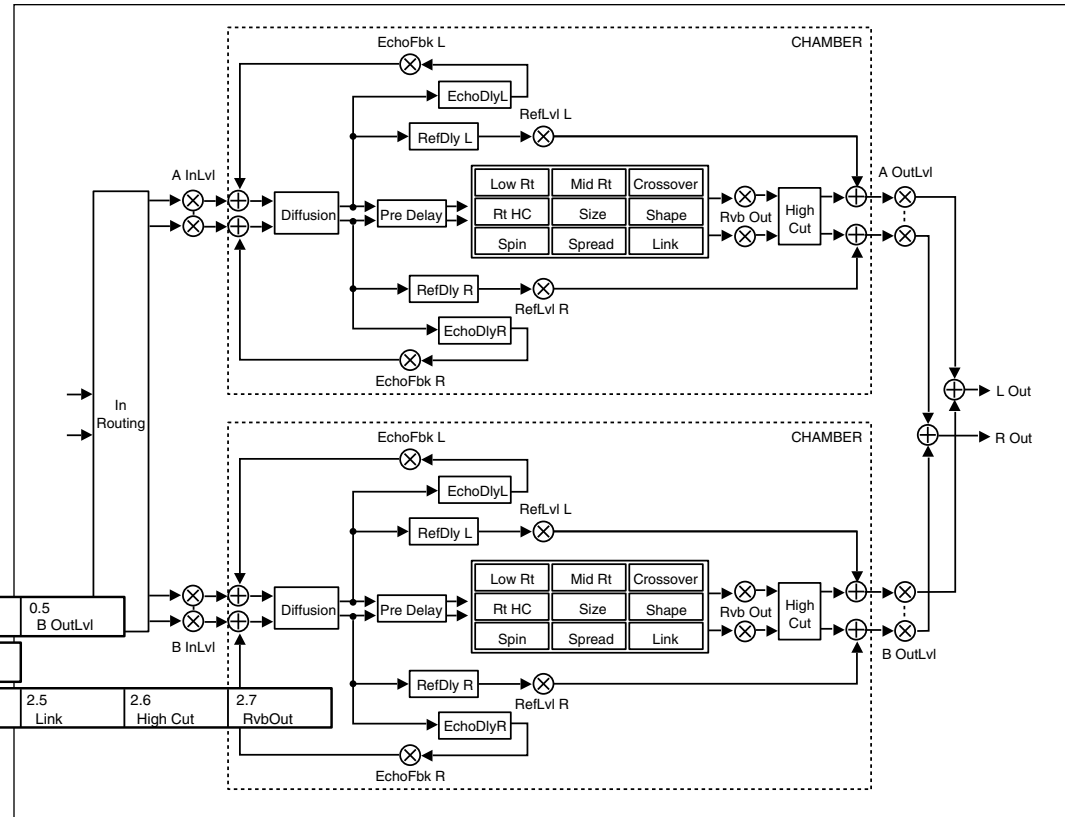 EchoFbk L
CHAMBER
EchoDlyL
RefLvl L
RefDly L
A InLvl
A OutLvl
Low Rt Mid Rt Crossover
Diffusion
Pre Delay
Rt HC Size Shape
Rvb Out
High Cut
Spin Spread Link
RefDly R
RefLvl R
EchoDlyR
EchoFbk R
In Routing
L Out
R Out
EchoFbk L
CHAMBER
EchoDlyL
RefLvl L
RefDly L
Low Rt Mid Rt Crossover
Diffusion
Pre Delay
Rt HC Size Shape
Rvb Out
High Cut
Spin Spread Link
0.5
B OutLvl
B InLvl
B OutLvl
RefDly R
RefLvl R
2.5 2.6 2.7
Link High Cut RvbOut
EchoDlyR
EchoFbk R